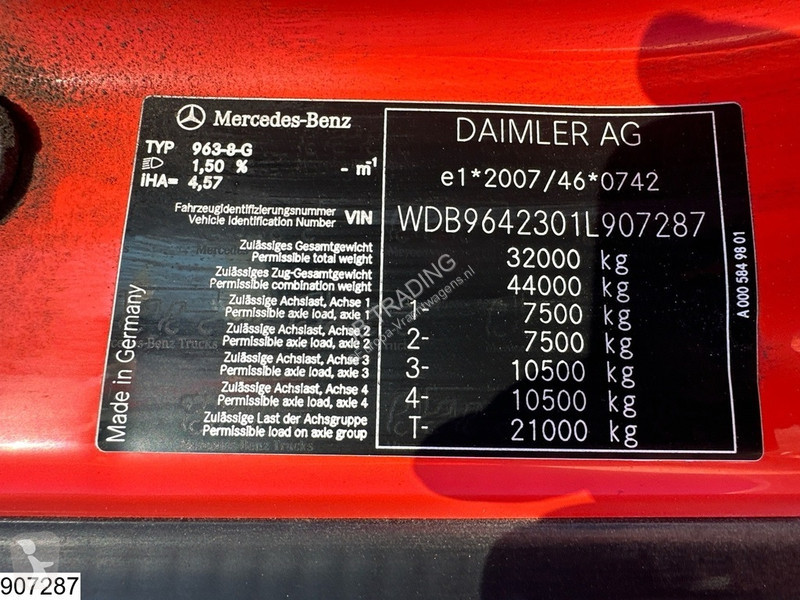 Mercedes-Benz
TYP 963-8-G
1,50 % - m⁻¹
iHA= 4,57
Fahrzeugidentifizierungsnummer
Vehicle Identification Number VIN
Zulässiges Gesamtgewicht
Permissible total weight
Zulässiges Zug-Gesamtgewicht
Permissible combination weight
Zulässige Achslast, Achse 1
Permissible axle load, axle 1
Zulässige Achslast, Achse 2
Permissible axle load, axle 2
Zulässige Achslast, Achse 3
Permissible axle load, axle 3
Zulässige Achslast, Achse 4
Permissible axle load, axle 4
Zulässige Last der Achsgruppe
Permissible load on axle group
DAIMLER AG
e1*2007/46*0742
WDB9642301L907287
32000 kg
44000 kg
1- 7500 kg
2- 7500 kg
3- 10500 kg
4- 10500 kg
T- 21000 kg
Made in Germany
A 000 584 98 01
TRADING
907287